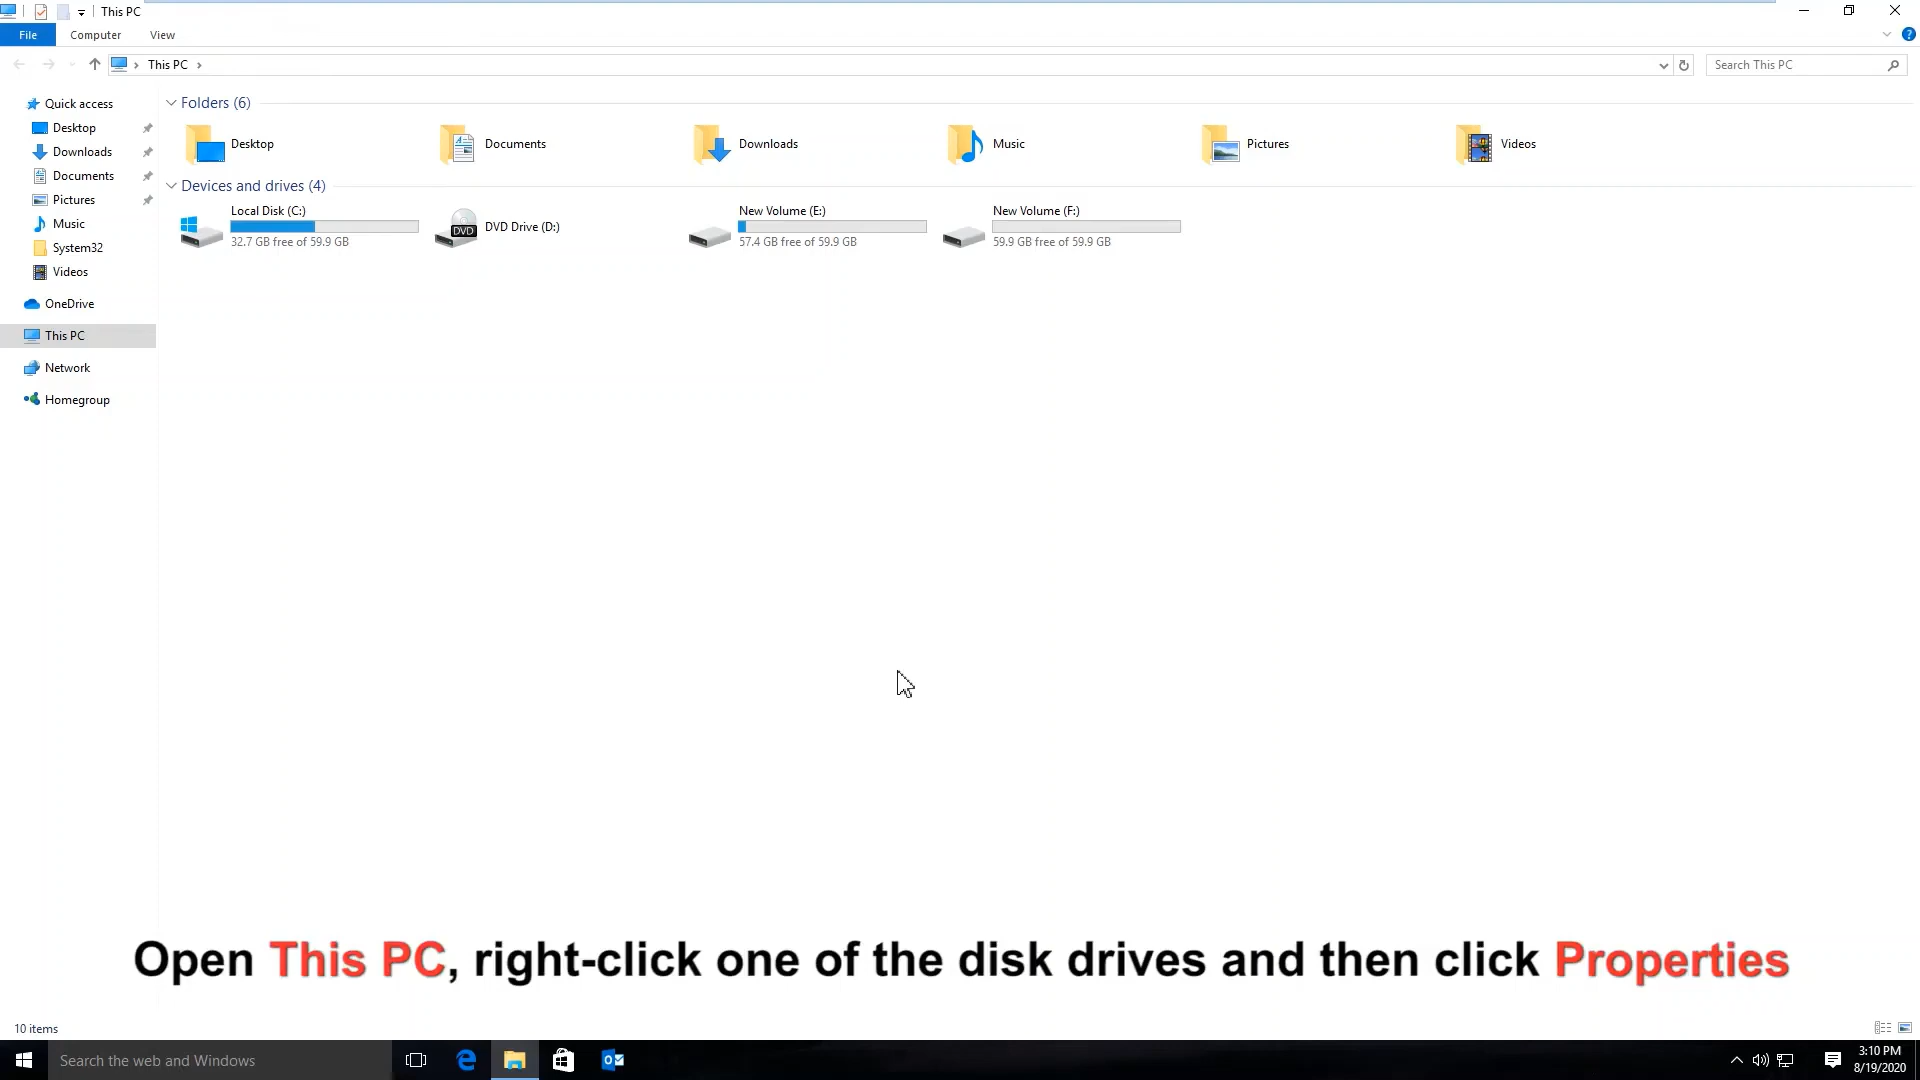 This PC
File Computer View
This PC
Search This PC
Quick access
Desktop
Downloads
Documents
Pictures
Music
System32
Videos
OneDrive
This PC
Network
Homegroup
Folders (6)
Desktop Documents Downloads Music Pictures Videos
Devices and drives (4)
Local Disk (C:)
32.7 GB free of 59.9 GB
DVD
DVD Drive (D:)
New Volume (E:)
57.4 GB free of 59.9 GB
New Volume (F:)
59.9 GB free of 59.9 GB
Open This PC, right-click one of the disk drives and then click Properties
10 items
Search the web and Windows
3:10 PM
8/19/2020